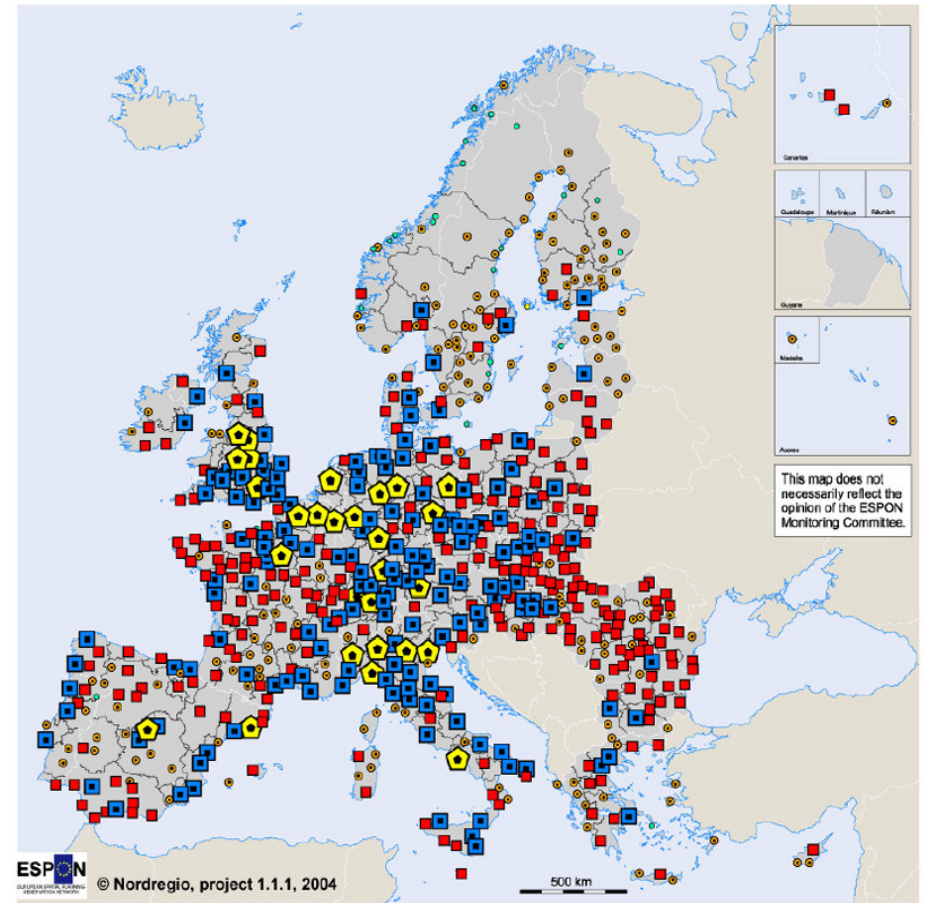 Canarias
Guadeloupe
Martinique
Réunion
Guyane
Madeira
Azores
This map does not
necessarily reflect the
opinion of the ESPON
Monitoring Committee.
ESPON
EUROPEAN SPATIAL PLANNING
OBSERVATION NETWORK
© Nordregio, project 1.1.1, 2004
500 km